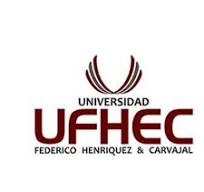 UNIVERSIDAD
UFHEC
FEDERICO HENRIQUEZ & CARVAJAL